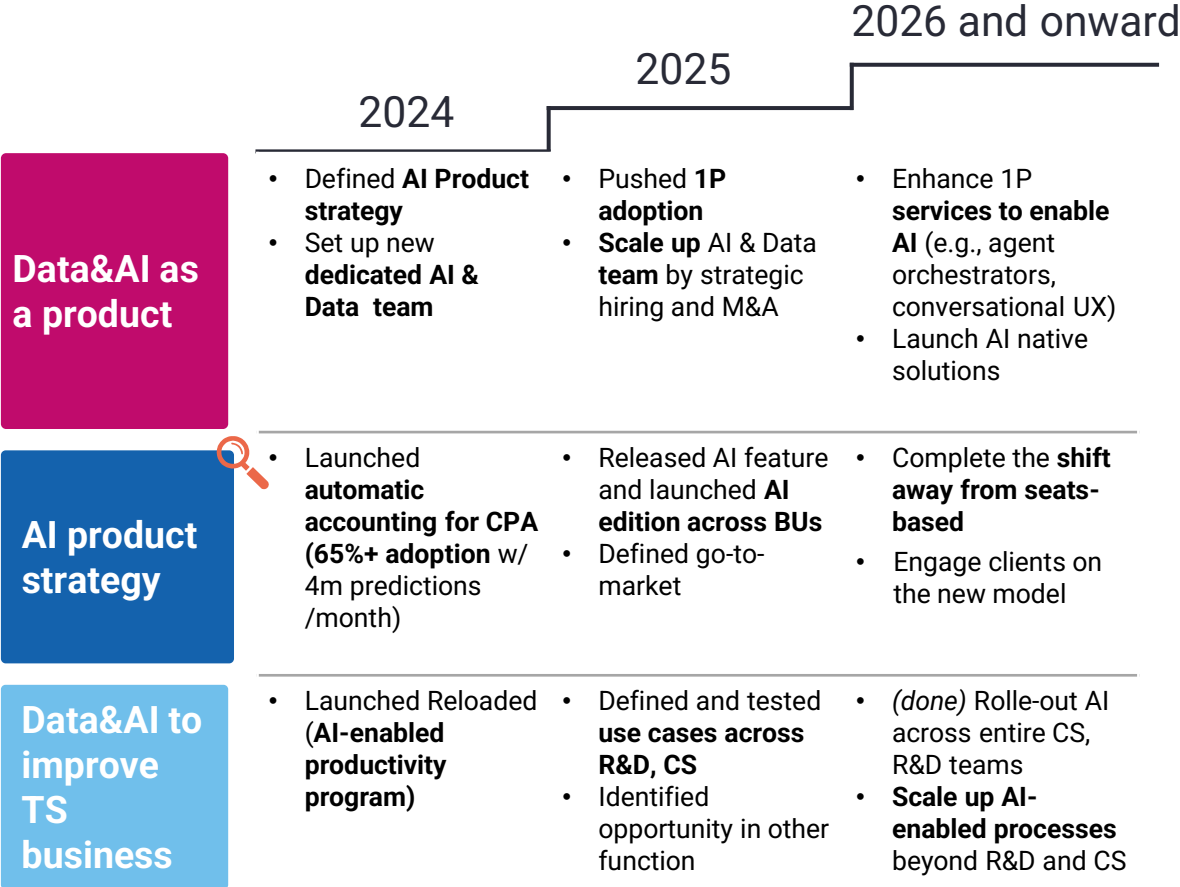 2024
2025
2026 and onward
Data&AI as
a product
• Defined AI Product
strategy
• Set up new
dedicated AI &
Data  team
• Pushed 1P
adoption
• Scale up AI & Data
team by strategic
hiring and M&A
• Enhance 1P
services to enable
AI (e.g., agent
orchestrators,
conversational UX)
• Launch AI native
solutions
AI product
strategy
• Launched
automatic
accounting for CPA
(65%+ adoption w/
4m predictions
/month)
• Released AI feature
and launched AI
edition across BUs
• Defined go-to-
market
• Complete the shift
away from seats-
based
• Engage clients on
the new model
Data&AI to
improve
TS
business
• Launched Reloaded
(AI-enabled
productivity
program)
• Defined and tested
use cases across
R&D, CS
• Identified
opportunity in other
function
• (done) Rolle-out AI
across entire CS,
R&D teams
• Scale up AI-
enabled processes
beyond R&D and CS